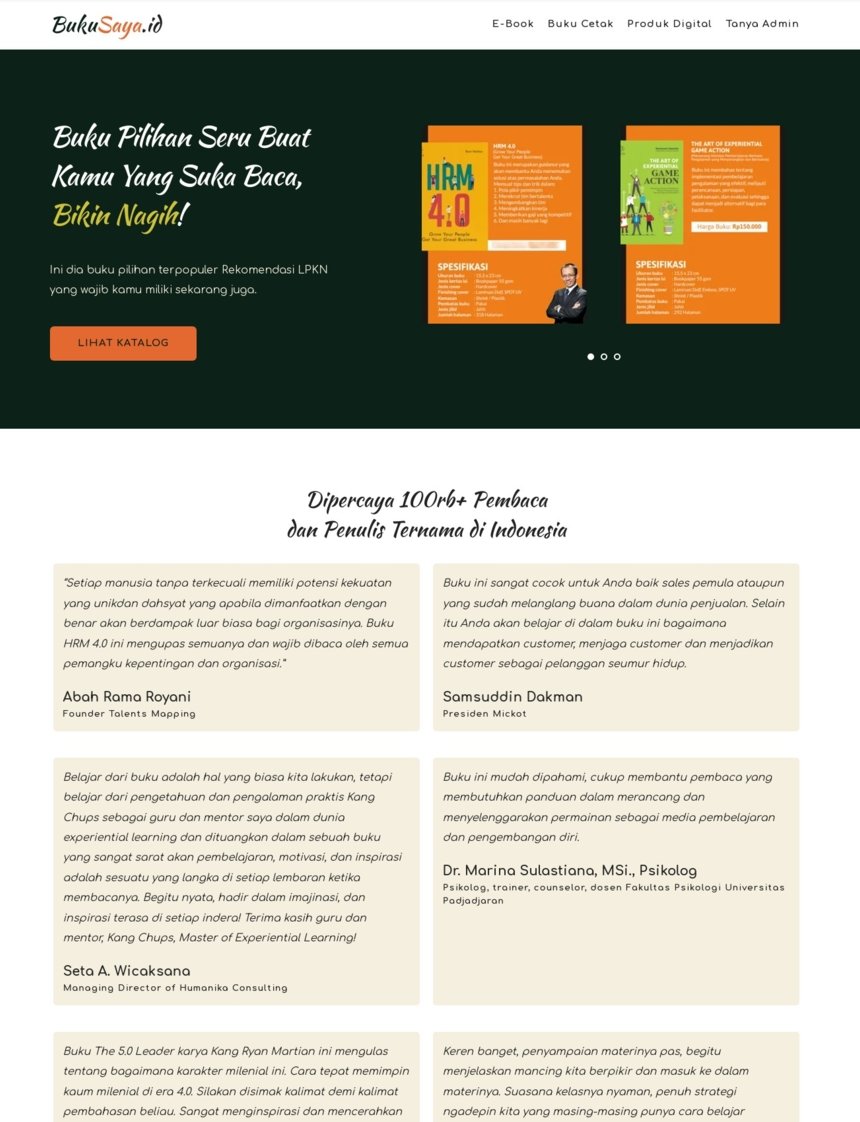 BukuSaya.id
E-Book
Buku Cetak
Produk Digital
Tanya Admin
Buku Pilihan Seru Buat
Kamu Yang Suka Baca,
Bikin Nagih!
Ini dia buku pilihan terpopuler Rekomendasi LPKN
yang wajib kamu miliki sekarang juga.
LIHAT KATALOG
HRM
4.0
Grow Your People
Get Your Great Business
HRM 4.0
(Grow Your People
Get Your Great Business)
SPESIFIKASI
THE ART OF
EXPERIENTIAL
GAME
ACTION
THE ART OF EXPERIENTIAL
GAME ACTION
Harga Buku: Rp150.000
SPESIFIKASI
Dipercaya 100rb+ Pembaca
dan Penulis Ternama di Indonesia
“Setiap manusia tanpa terkecuali memiliki potensi kekuatan
yang unikdan dahsyat yang apabila dimanfaatkan dengan
benar akan berdampak luar biasa bagi organisasinya. Buku
HRM 4.0 ini mengupas semuanya dan wajib dibaca oleh semua
pemangku kepentingan dan organisasi.”
Abah Rama Royani
Founder Talents Mapping
Buku ini sangat cocok untuk Anda baik sales pemula ataupun
yang sudah melanglang buana dalam dunia penjualan. Selain
itu Anda akan belajar di dalam buku ini bagaimana
mendapatkan customer, menjaga customer dan menjadikan
customer sebagai pelanggan seumur hidup.
Samsuddin Dakman
Presiden Mickot
Belajar dari buku adalah hal yang biasa kita lakukan, tetapi
belajar dari pengetahuan dan pengalaman praktis Kang
Chups sebagai guru dan mentor saya dalam dunia
experiential learning dan dituangkan dalam sebuah buku
yang sangat sarat akan pembelajaran, motivasi, dan inspirasi
adalah sesuatu yang langka di setiap lembaran ketika
membacanya. Begitu nyata, hadir dalam imajinasi, dan
inspirasi terasa di setiap indera! Terima kasih guru dan
mentor, Kang Chups, Master of Experiential Learning!
Seta A. Wicaksana
Managing Director of Humanika Consulting
Buku ini mudah dipahami, cukup membantu pembaca yang
membutuhkan panduan dalam merancang dan
menyelenggarakan permainan sebagai media pembelajaran
dan pengembangan diri.
Dr. Marina Sulastiana, MSi., Psikolog
Psikolog, trainer, counselor, dosen Fakultas Psikologi Universitas
Padjadjaran
Buku The 5.0 Leader karya Kang Ryan Martian ini mengulas
tentang bagaimana karakter milenial ini. Cara tepat memimpin
kaum milenial di era 4.0. Silakan disimak kalimat demi kalimat
pembahasan beliau. Sangat menginspirasi dan mencerahkan
Keren banget, penyampaian materinya pas, begitu
menjelaskan mancing kita berpikir dan masuk ke dalam
materinya. Suasana kelasnya nyaman, penuh strategi
ngadepin kita yang masing-masing punya cara belajar